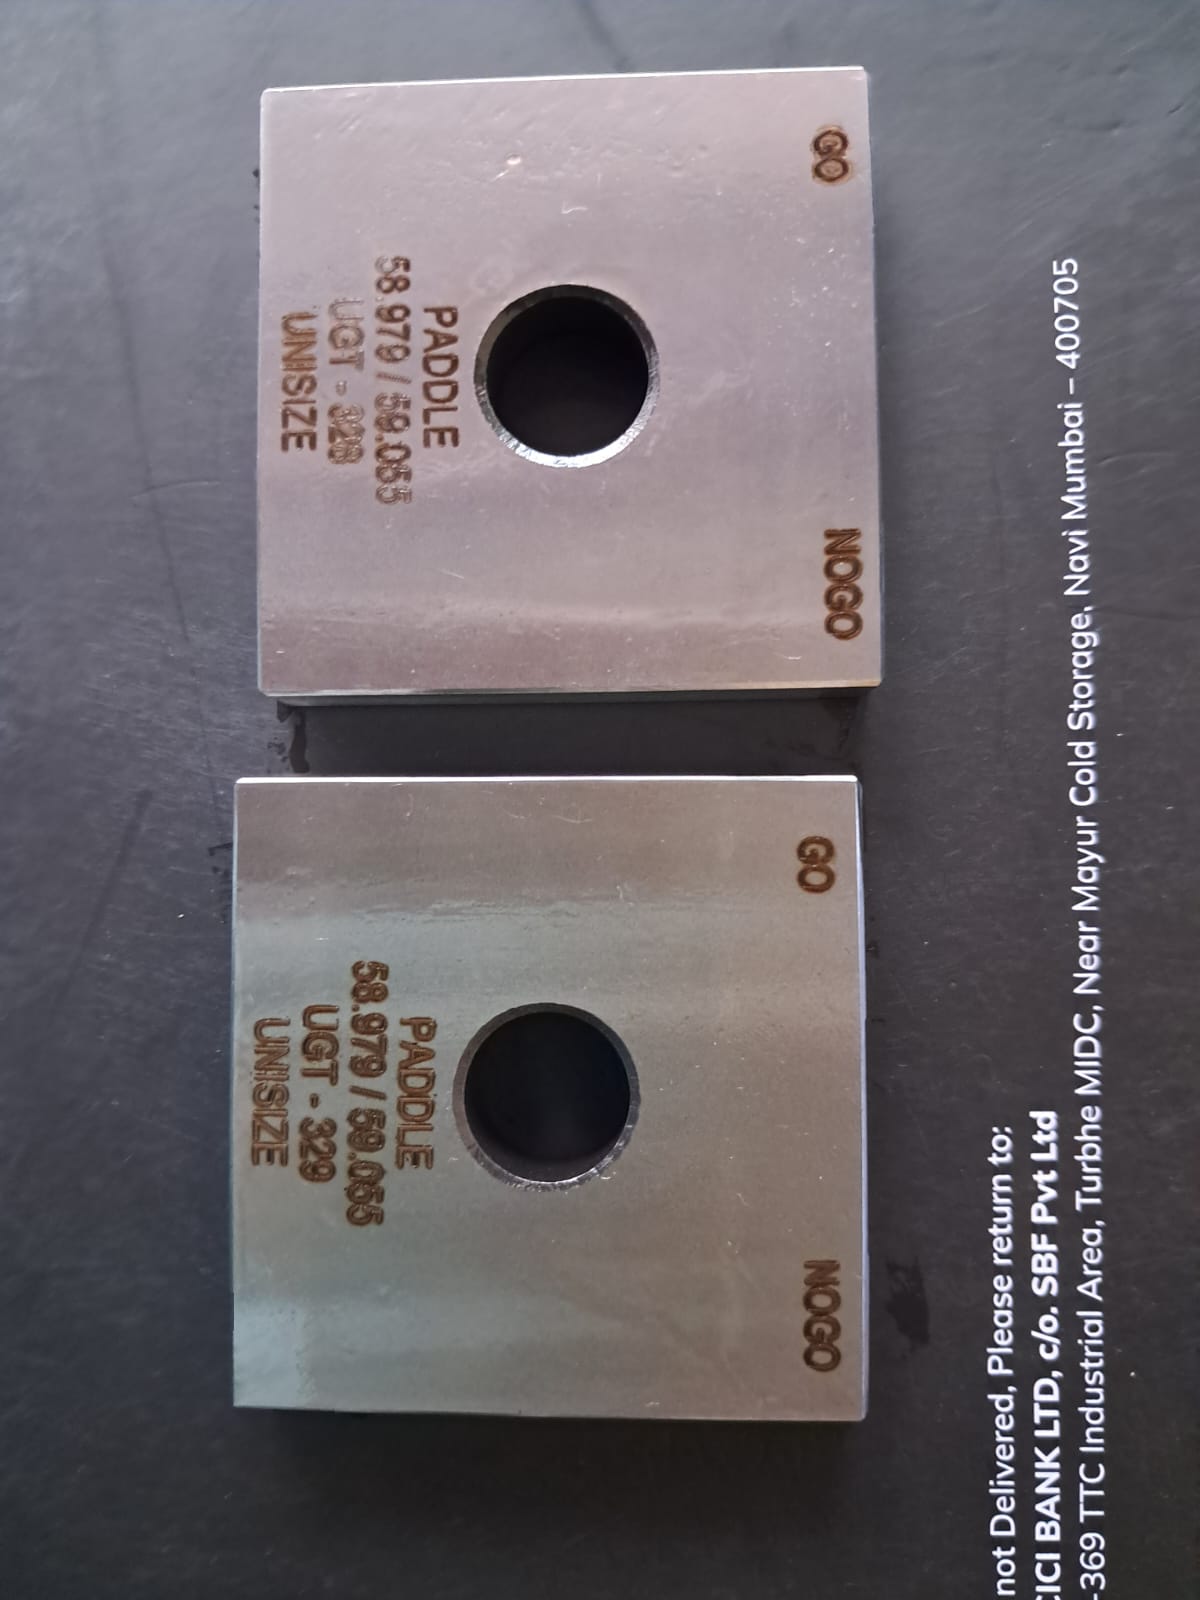 GO
NOGO
PADDLE
58.979 / 59.055
UGT - 328
UNISIZE
GO
NOGO
PADDLE
58.979 / 59.055
UGT - 329
UNISIZE
not Delivered, Please return to:
CICI BANK LTD, c/o. SBF Pvt Ltd
-369 TTC Industrial Area, Turbhe MIDC, Near Mayur Cold Storage, Navi Mumbai – 400705